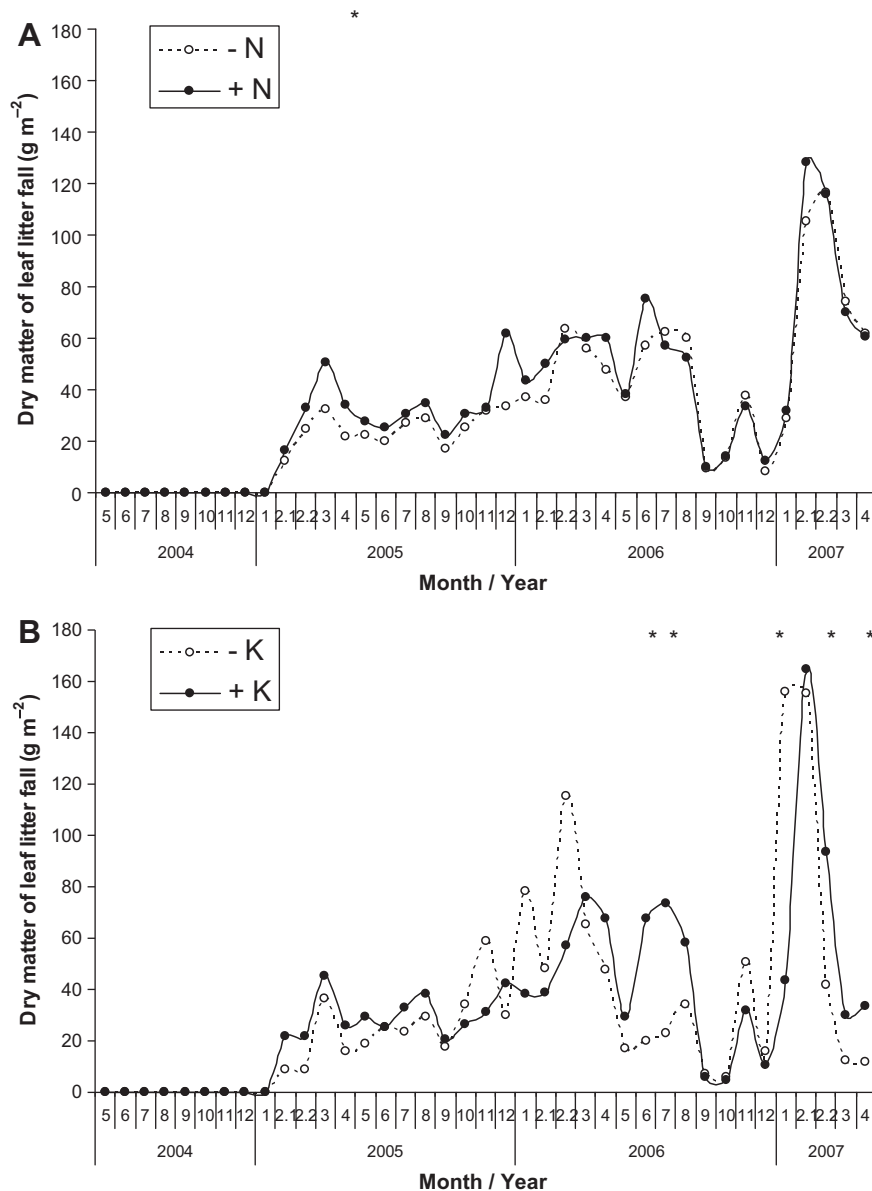 *
A
180
- N
+ N
160
140
120
100
80
60
40
20
0
Dry matter of leaf litter fall (g m−2)
5 6 7 8 9 10 11 12 1 2.1 2.2 3 4 5 6 7 8 9 10 11 12 1 2.1 2.2 3 4 5 6 7 8 9 10 11 12 1 2.1 2.2 3 4
2004 2005 2006 2007
Month / Year
B
180
* * * * *
- K
+ K
160
140
120
100
80
60
40
20
0
Dry matter of leaf litter fall (g m−2)
5 6 7 8 9 10 11 12 1 2.1 2.2 3 4 5 6 7 8 9 10 11 12 1 2.1 2.2 3 4 5 6 7 8 9 10 11 12 1 2.1 2.2 3 4
2004 2005 2006 2007
Month / Year